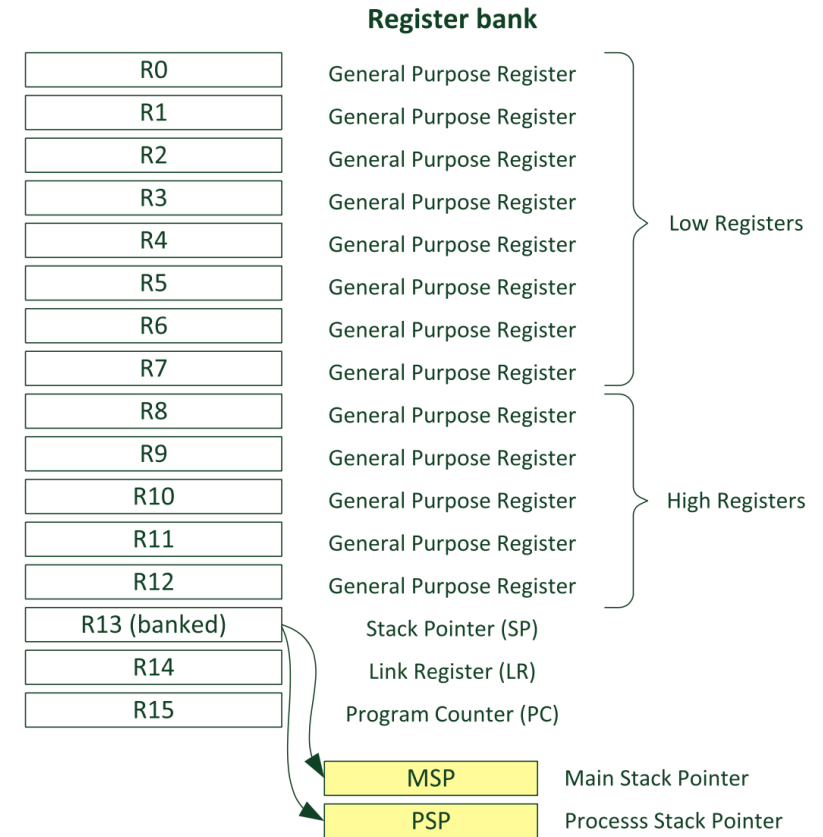 Register bank
R0 General Purpose Register
R1 General Purpose Register
R2 General Purpose Register
R3 General Purpose Register
Low Registers
R4 General Purpose Register
R5 General Purpose Register
R6 General Purpose Register
R7 General Purpose Register
R8 General Purpose Register
R9 General Purpose Register
R10 General Purpose Register
High Registers
R11 General Purpose Register
R12 General Purpose Register
R13 (banked) Stack Pointer (SP)
R14 Link Register (LR)
R15 Program Counter (PC)
MSP Main Stack Pointer
PSP Processs Stack Pointer